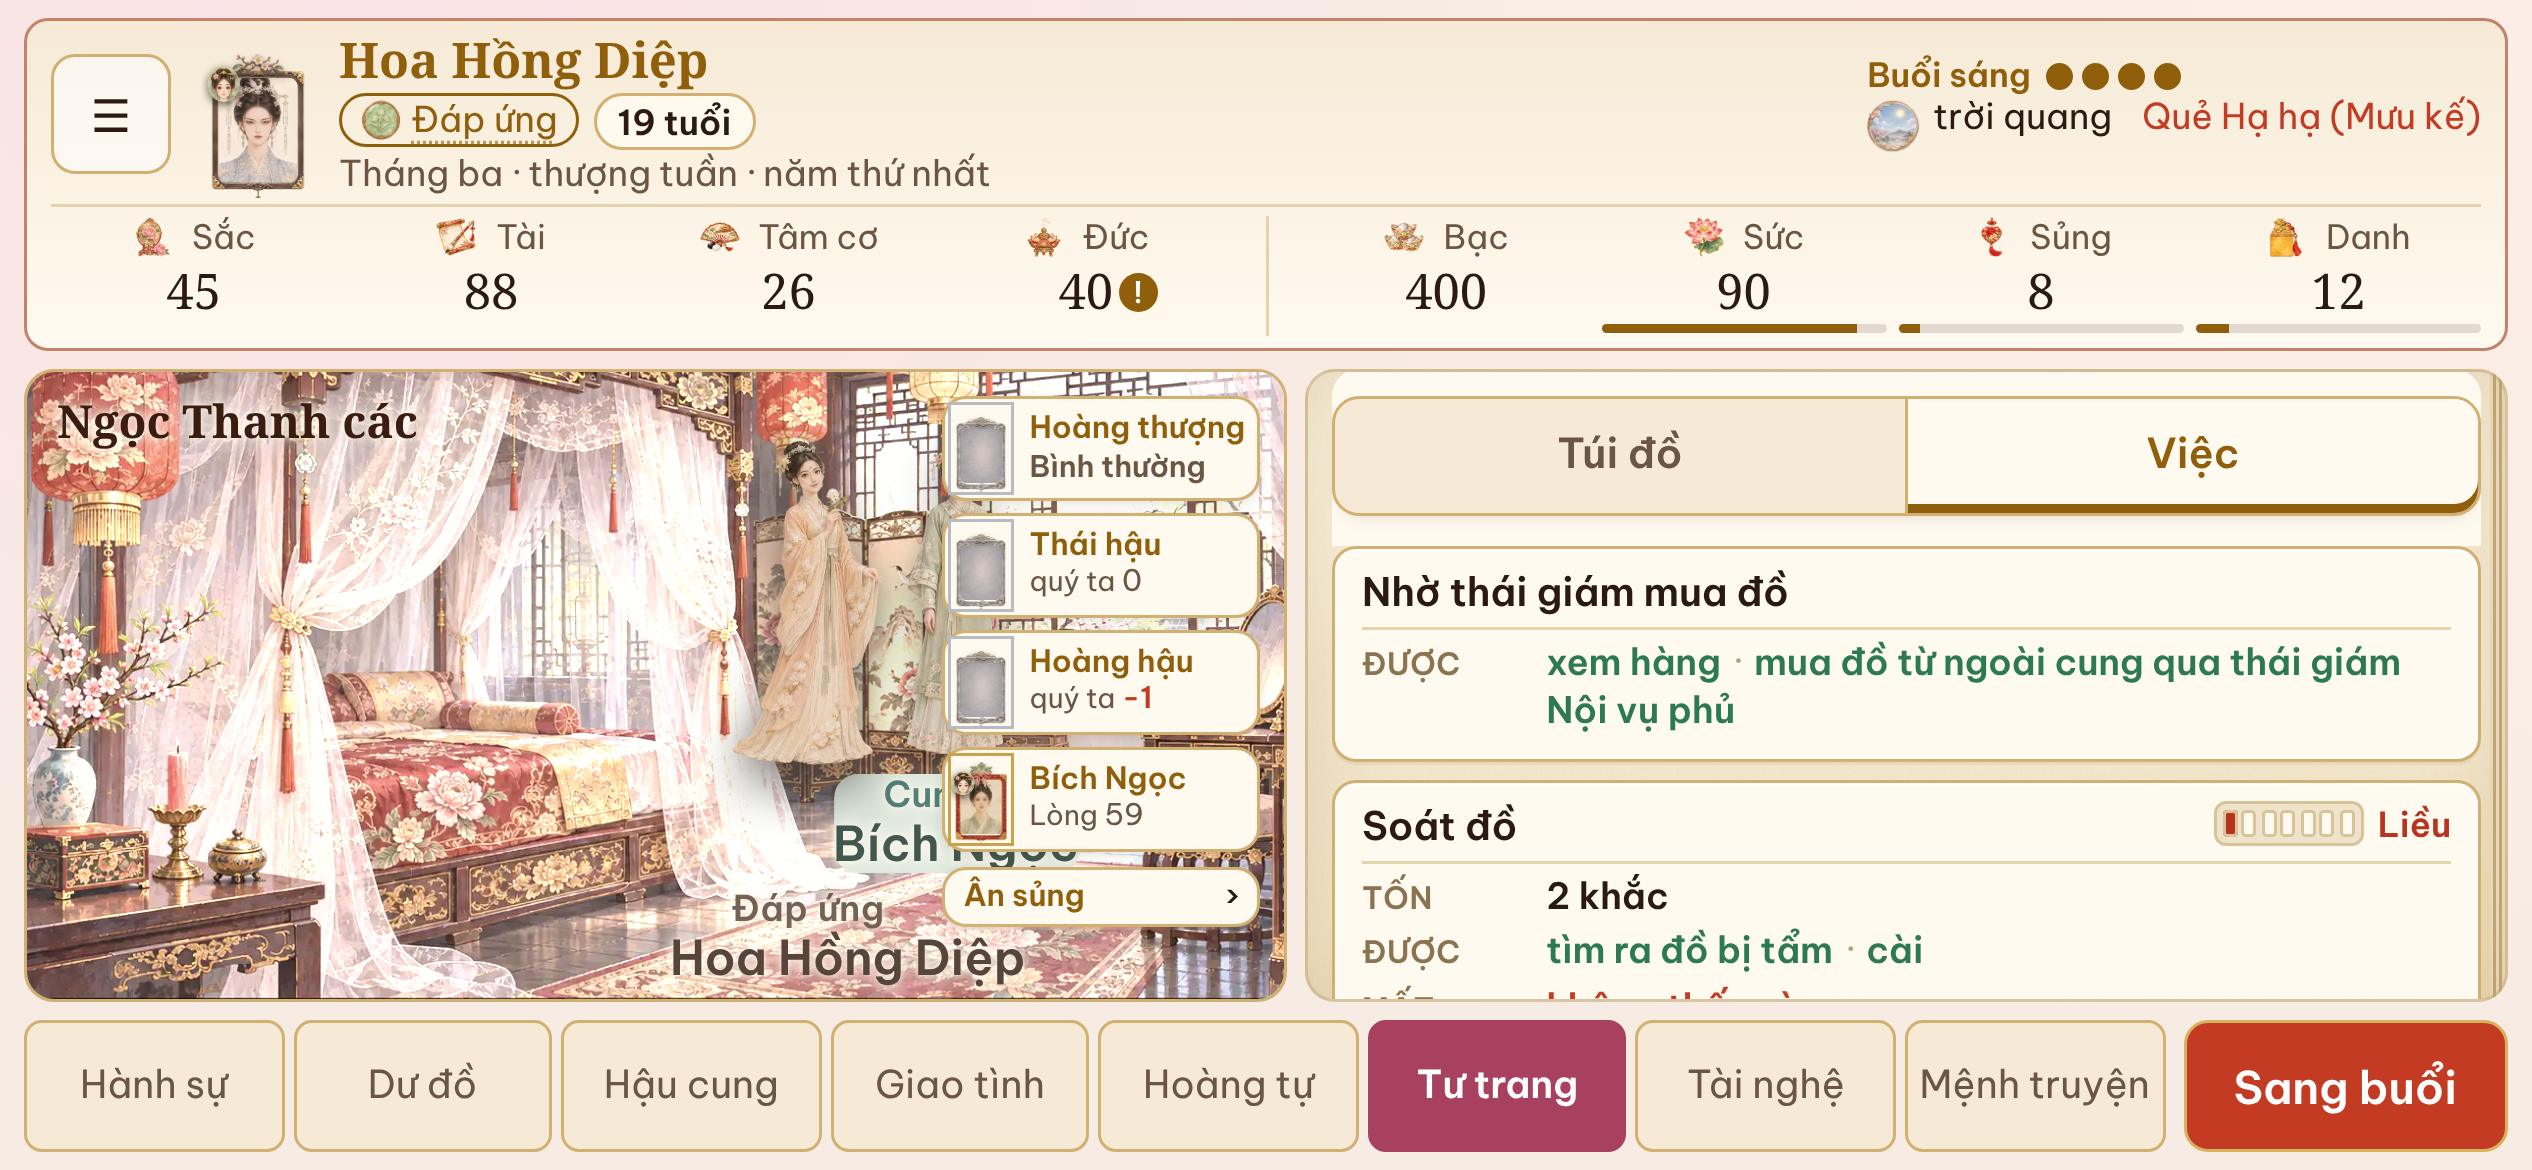 Hoa Hồng Diệp
Đáp ứng
19 tuổi
Tháng ba · thượng tuần · năm thứ nhất
Buổi sáng
trời quang
Quẻ Hạ hạ (Mưu kế)
Sắc
Tài
Tâm cơ
Đức
Bạc
Sức
Sủng
Danh
45
88
26
40 !
400
90
8
12
Ngọc Thanh các
Hoàng thượng
Bình thường
Thái hậu
quý ta 0
Hoàng hậu
quý ta −1
Bích Ngọc
Lòng 59
Ân sủng ›
Bích Ngọc
Đáp ứng
Hoa Hồng Diệp
Túi đồ
Việc
Nhờ thái giám mua đồ
ĐƯỢC
xem hàng · mua đồ từ ngoài cung qua thái giám
Nội vụ phủ
Soát đồ
Liều
TỐN
2 khắc
ĐƯỢC
tìm ra đồ bị tẩm · cài
Hành sự
Dư đồ
Hậu cung
Giao tình
Hoàng tự
Tư trang
Tài nghệ
Mệnh truyện
Sang buổi